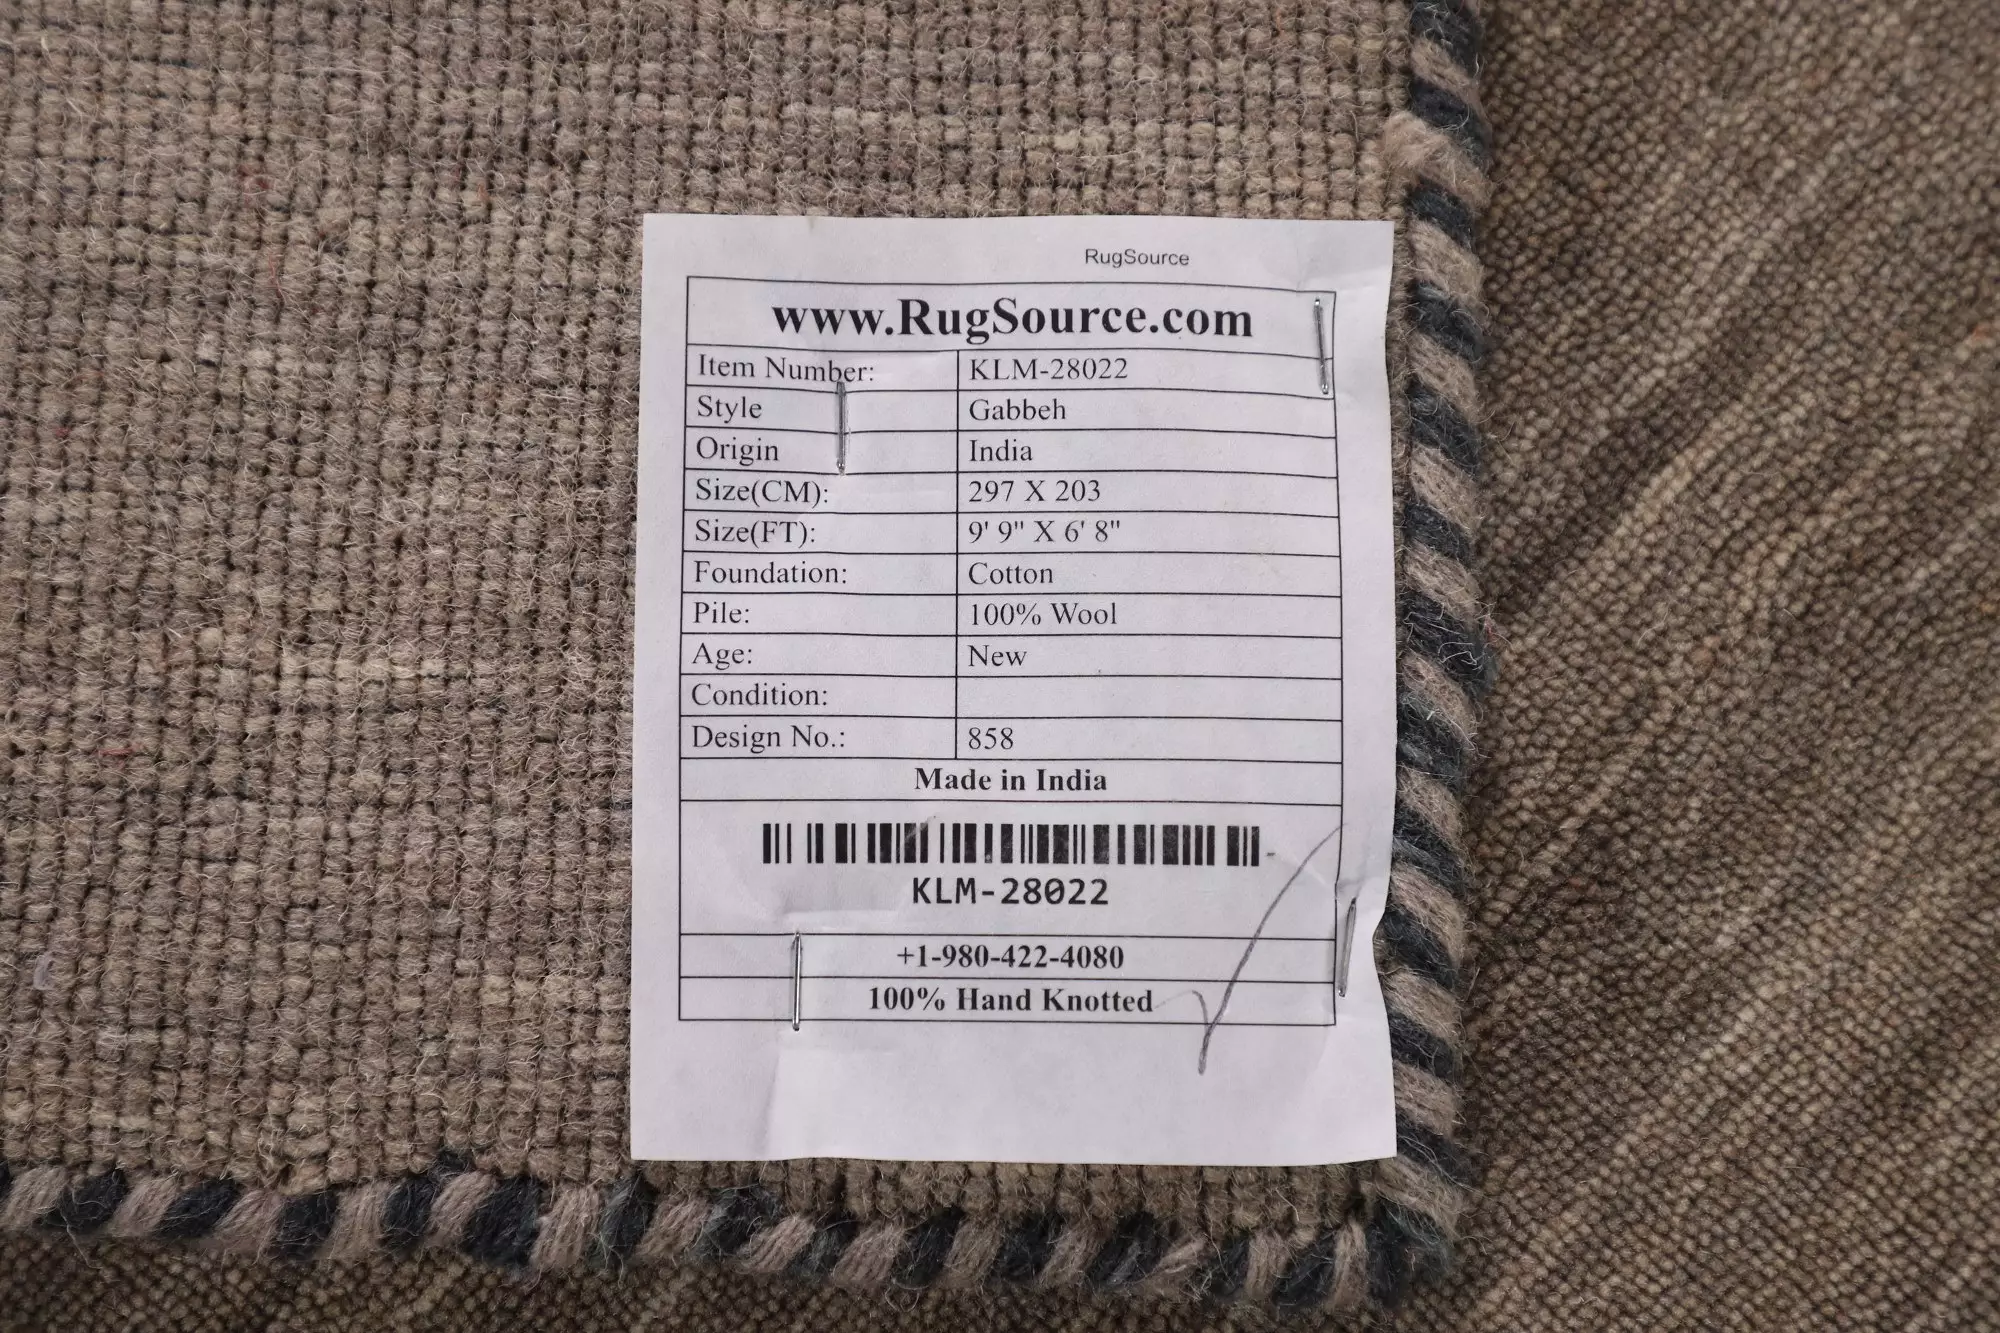 RugSource
www.RugSource.com
Item Number: KLM-28022
Style Gabbeh
Origin India
Size(CM): 297 X 203
Size(FT): 9' 9" X 6' 8"
Foundation: Cotton
Pile: 100% Wool
Age: New
Condition:
Design No.: 858
Made in India
KLM-28022
+1-980-422-4080
100% Hand Knotted